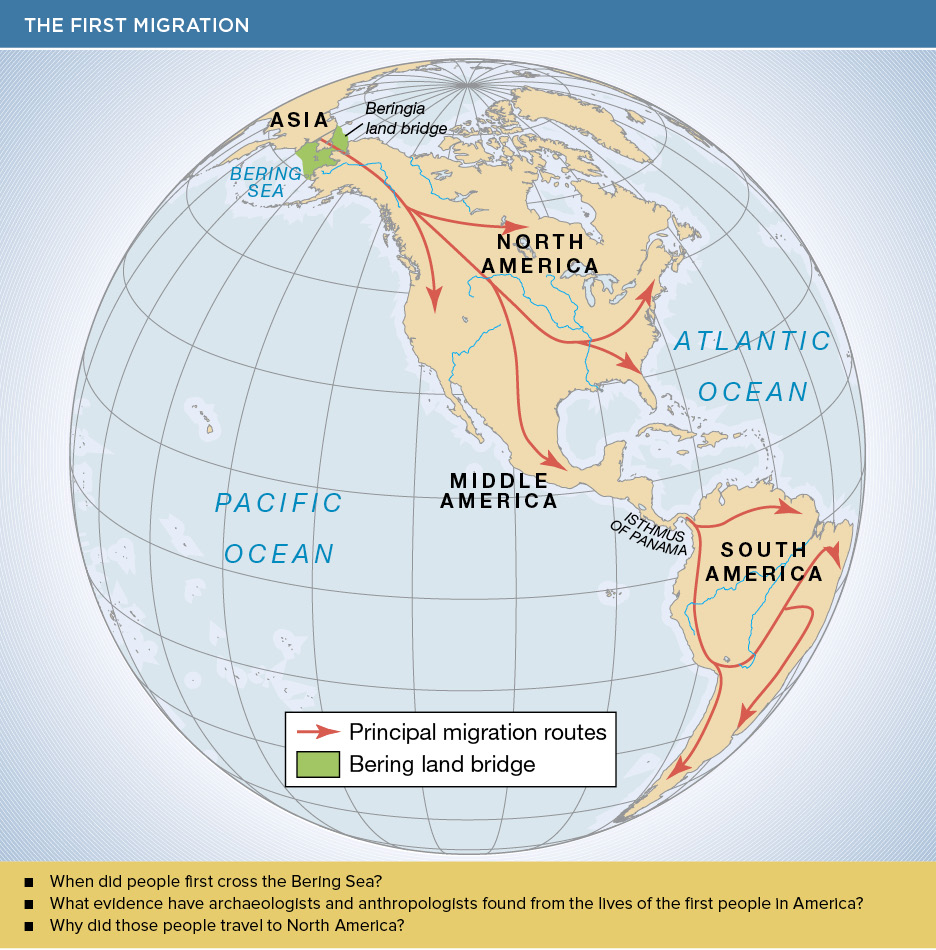 THE FIRST MIGRATION
Beringia
land bridge
ASIA
BERING
SEA
NORTH
AMERICA
ATLANTIC
OCEAN
MIDDLE
AMERICA
PACIFIC
OCEAN
ISTHMUS
OF PANAMA
SOUTH
AMERICA
Principal migration routes
Bering land bridge
■ When did people first cross the Bering Sea?
■ What evidence have archaeologists and anthropologists found from the lives of the first people in America?
■ Why did those people travel to North America?